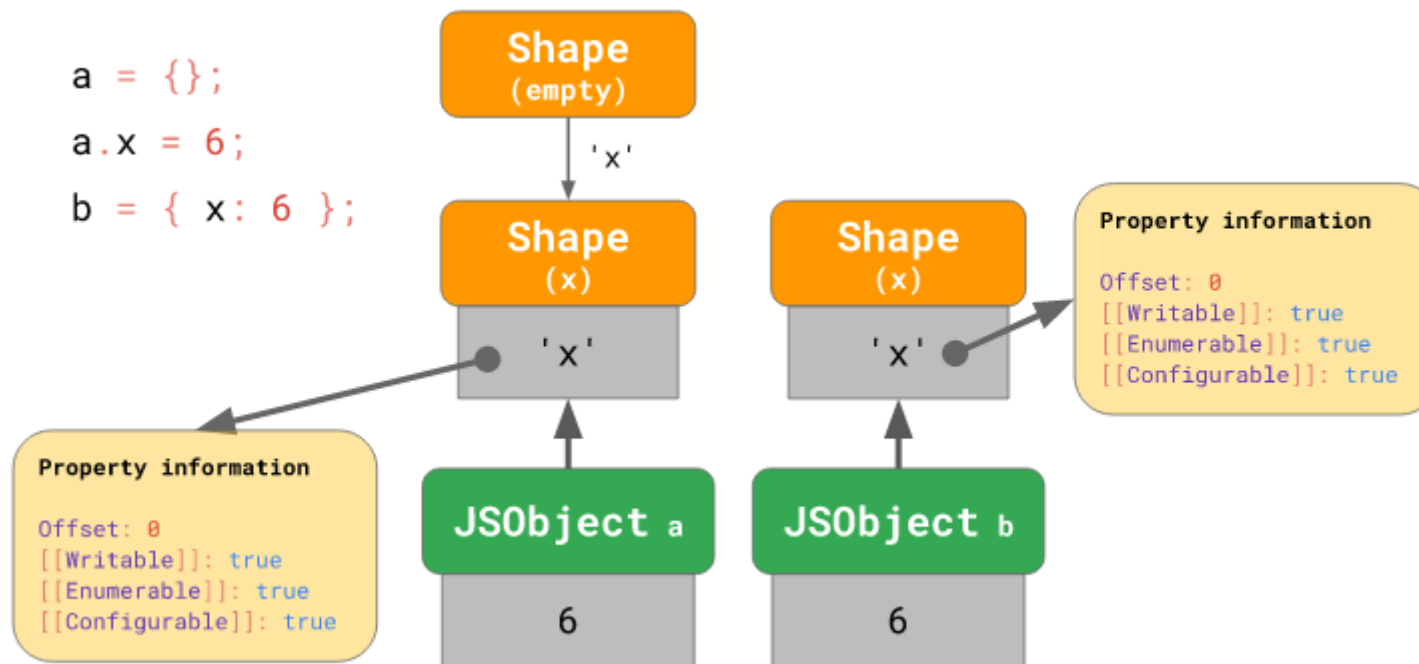 a = {};
a.x = 6;
b = { x: 6 };
Shape
(empty)
'x'
Shape
(x)
'x'
Shape
(x)
'x'
Property information
Offset: 0
[[Writable]]: true
[[Enumerable]]: true
[[Configurable]]: true
Property information
Offset: 0
[[Writable]]: true
[[Enumerable]]: true
[[Configurable]]: true
JSObject a
6
JSObject b
6